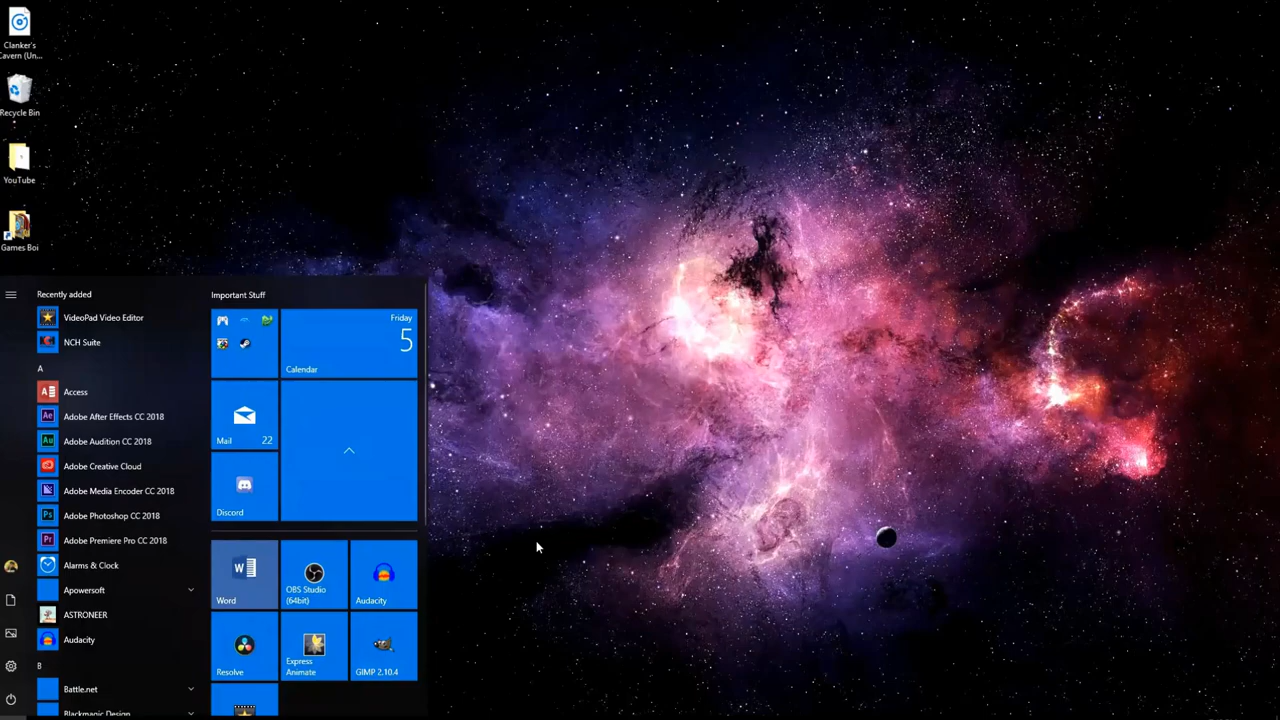 Clanker's
Cavern (Un...
Recycle Bin
YouTube
Games Boi
Recently added
VideoPad Video Editor
NCH Suite
A
Access
Adobe After Effects CC 2018
Adobe Audition CC 2018
Adobe Creative Cloud
Adobe Media Encoder CC 2018
Adobe Photoshop CC 2018
Adobe Premiere Pro CC 2018
Alarms & Clock
Apowersoft
ASTRONEER
Audacity
B
Battle.net
Blackmagic Design
Important Stuff
Friday
5
Calendar
Mail 22
Discord
Word
OBS Studio
(64bit)
Audacity
Resolve
Express
Animate
GIMP 2.10.4